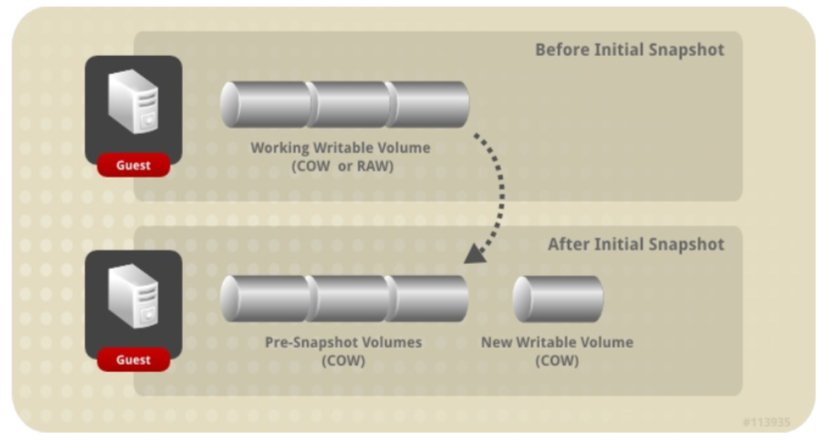 Before Initial Snapshot
Guest
Working Writable Volume
(COW or RAW)
After Initial Snapshot
Guest
Pre-Snapshot Volumes
(COW)
New Writable Volume
(COW)
#113935